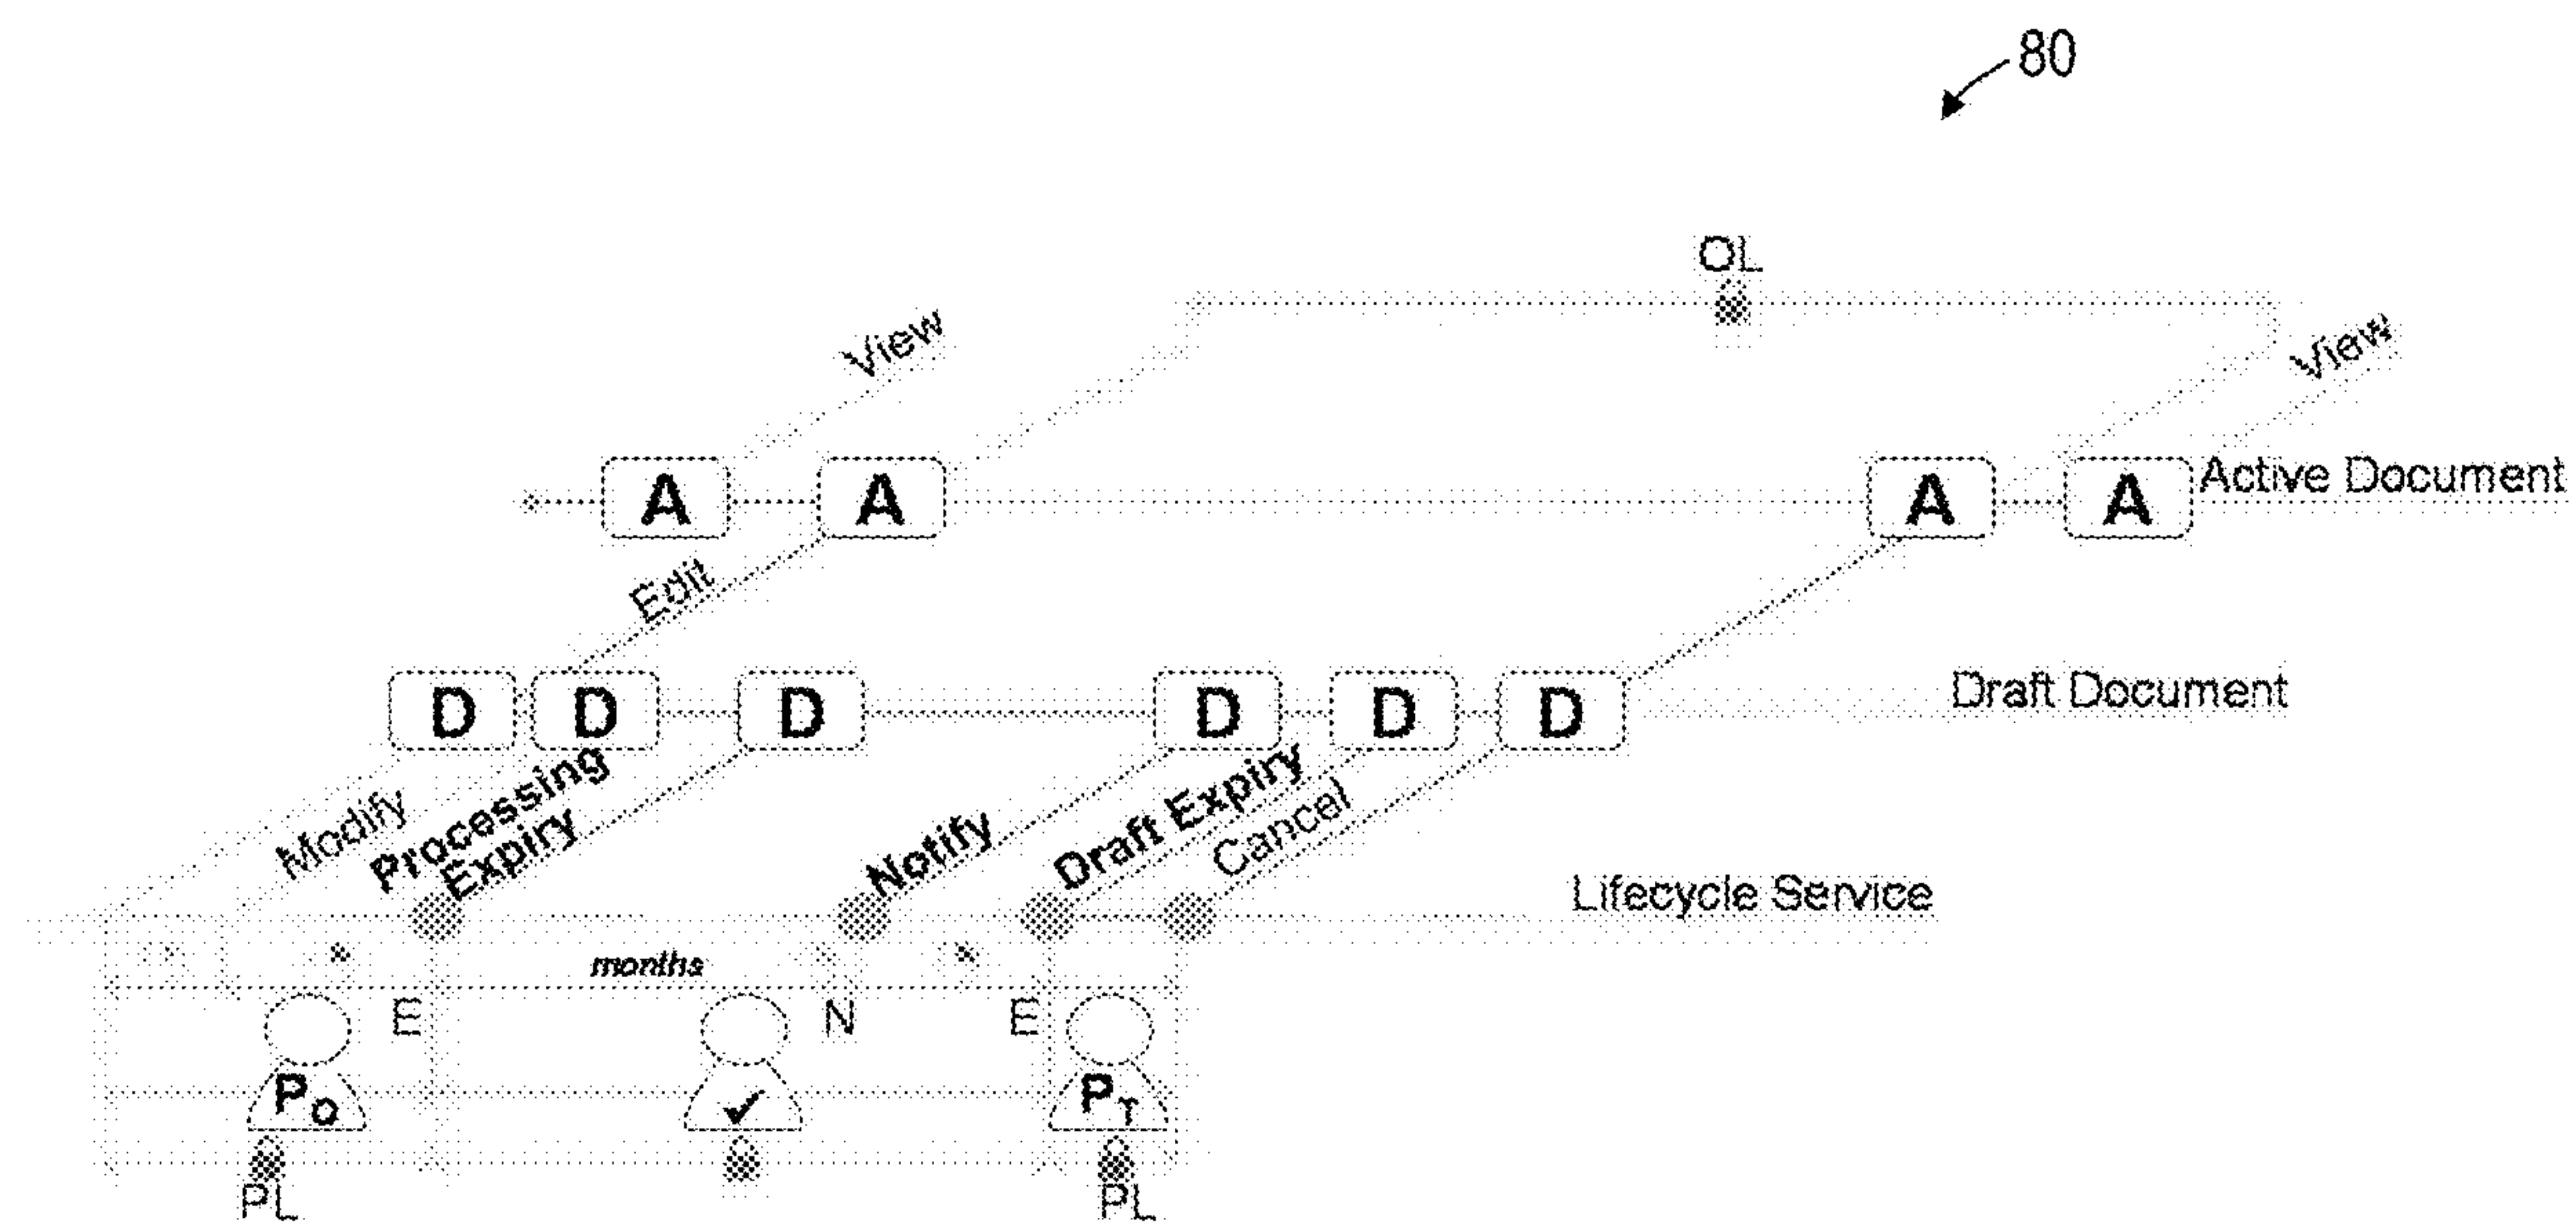 80
OL
View
View
A
A
A
A
Active Document
Edit
D
D
D
D
D
D
Draft Document
Modify
Processing
Expiry
Notify
Draft Expiry
Cancel
Lifecycle Service
months
E
N
E
PO
✓
PT
PL
PL